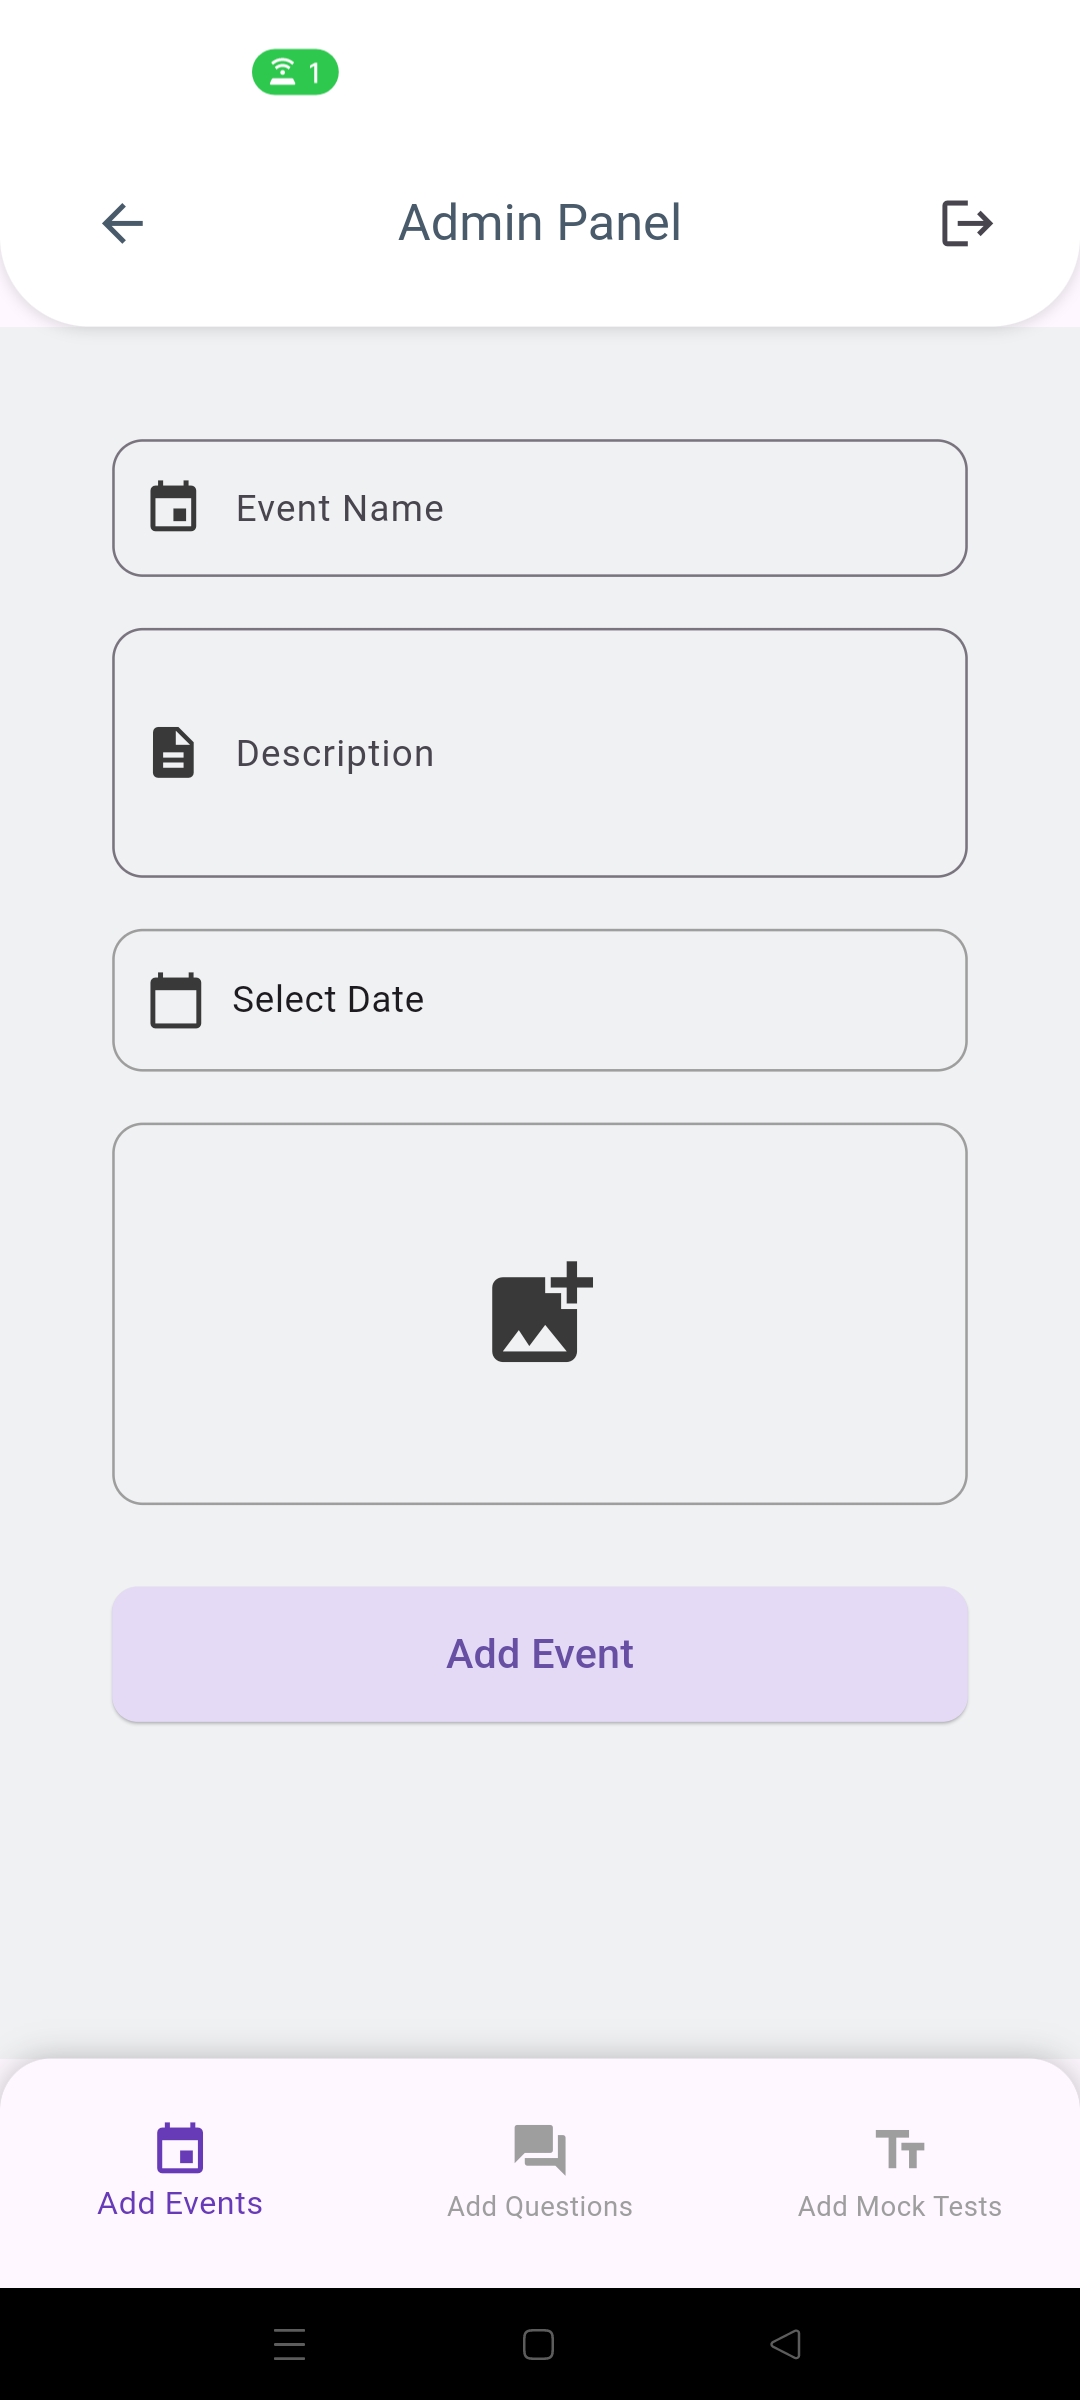 1
Admin Panel
Event Name
Description
Select Date
Add Event
Add Events
Add Questions
Add Mock Tests